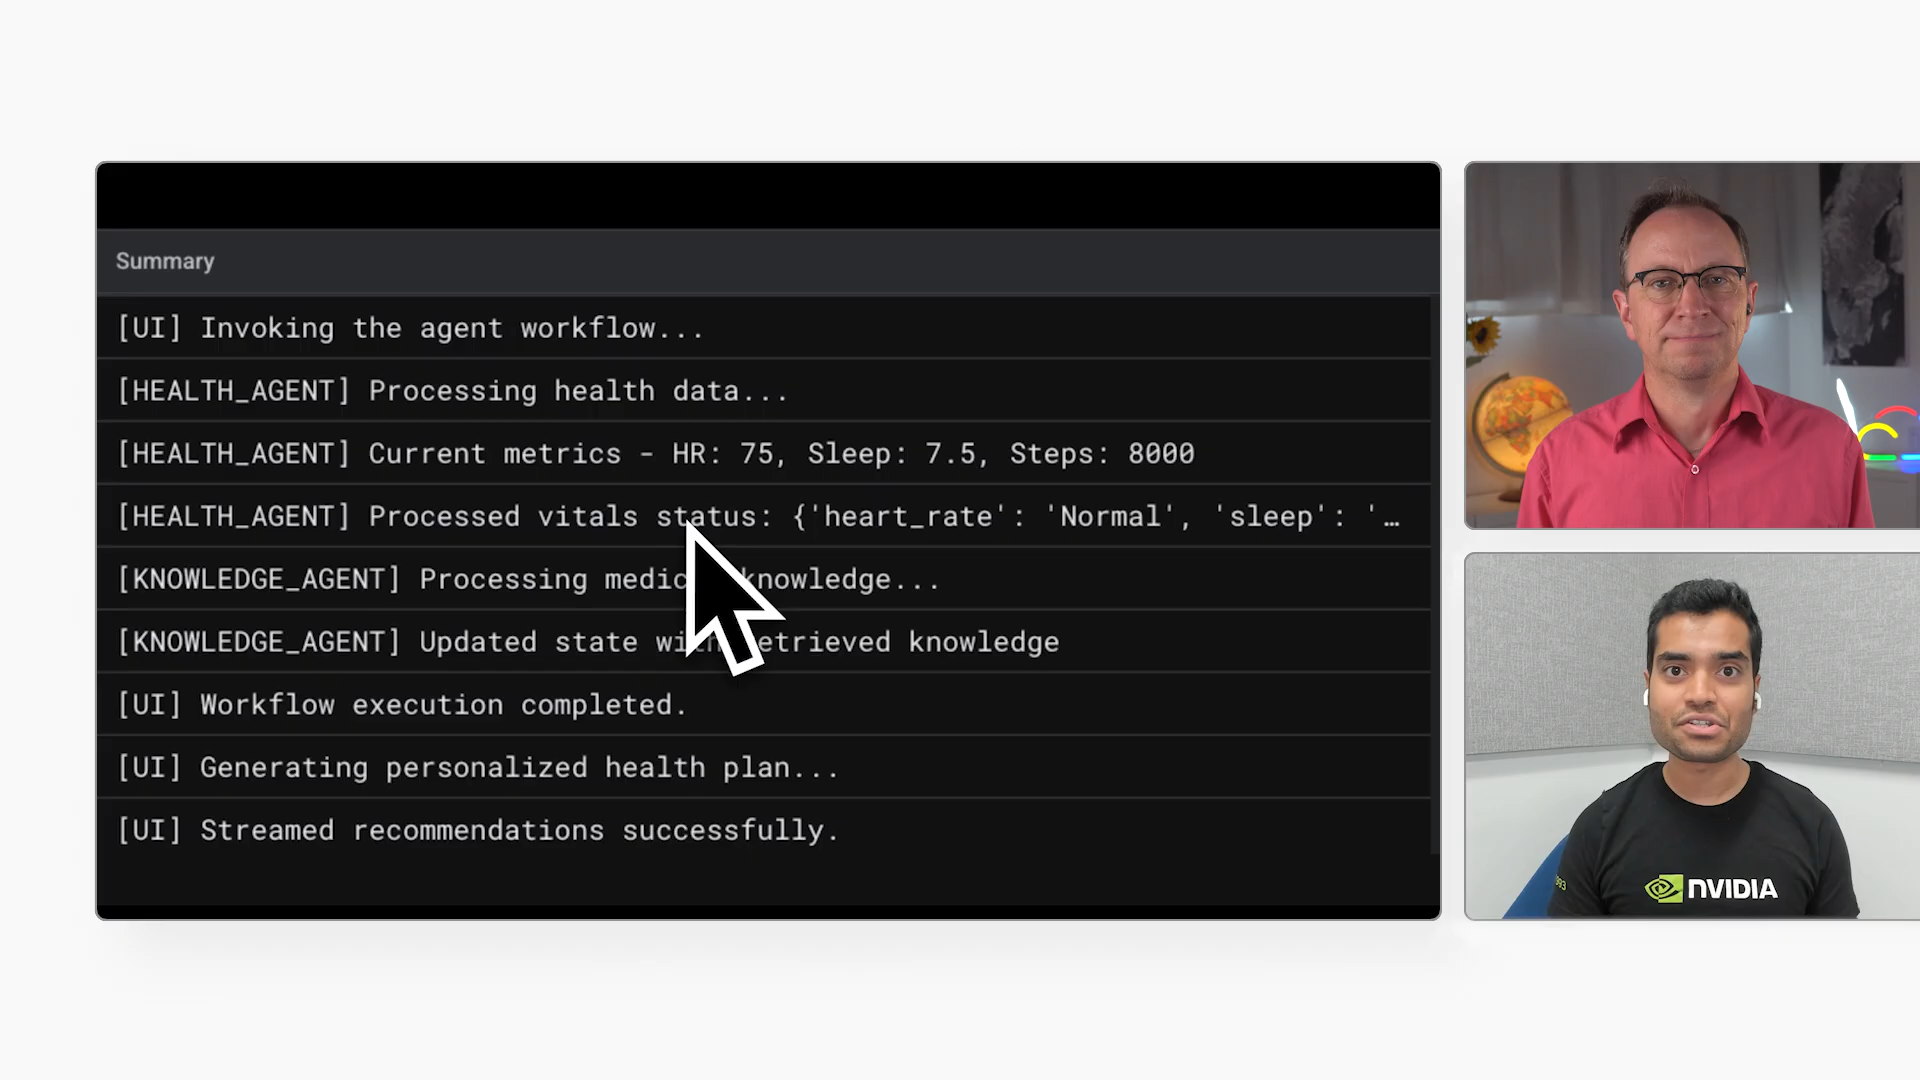 Summary
[UI] Invoking the agent workflow...
[HEALTH_AGENT] Processing health data...
[HEALTH_AGENT] Current metrics - HR: 75, Sleep: 7.5, Steps: 8000
[HEALTH_AGENT] Processed vitals status: {'heart_rate': 'Normal', 'sleep': '…
[KNOWLEDGE_AGENT] Processing medic knowledge...
[KNOWLEDGE_AGENT] Updated state with retrieved knowledge
[UI] Workflow execution completed.
[UI] Generating personalized health plan...
[UI] Streamed recommendations successfully.
NVIDIA